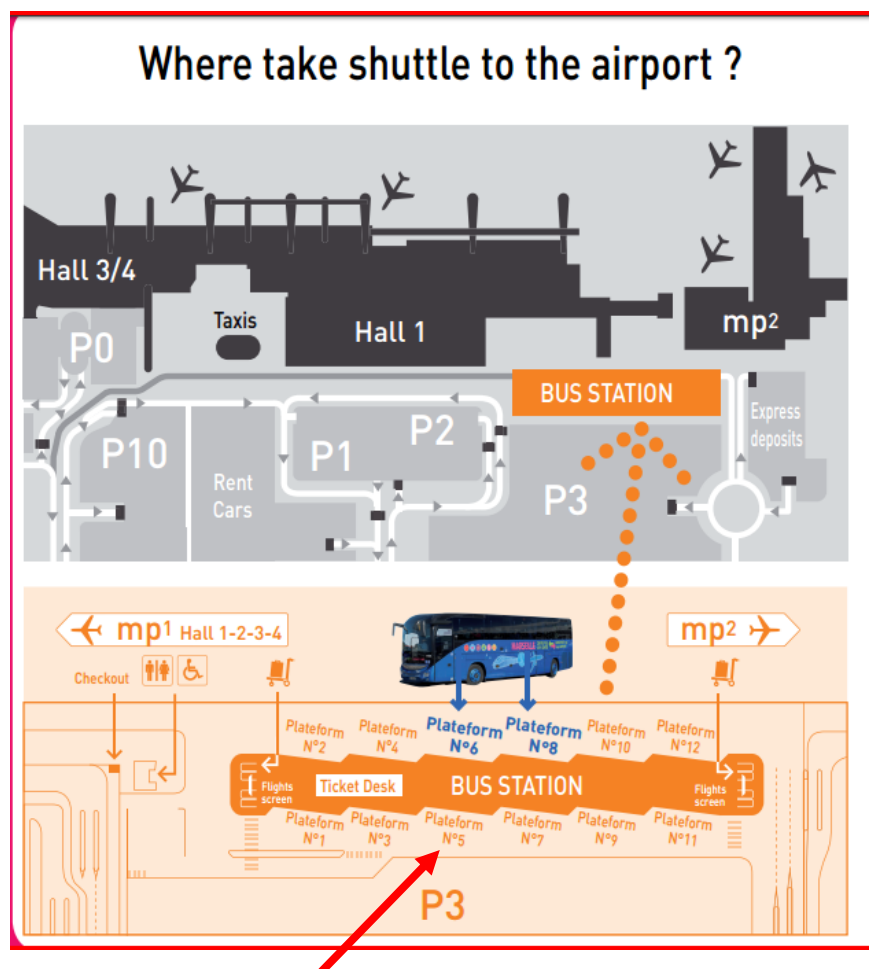 Where take shuttle to the airport ?
Hall 3/4
Taxis
Hall 1
mp2
P0
BUS STATION
Express
deposits
P10
P1
P2
Rent
Cars
P3
mp1 Hall 1-2-3-4
mp2
Checkout
Plateform
N°2
Plateform
N°4
Plateform
N°6
Plateform
N°8
Plateform
N°10
Plateform
N°12
Flights
screen
Ticket Desk
BUS STATION
Flights
screen
Plateform
N°1
Plateform
N°3
Plateform
N°5
Plateform
N°7
Plateform
N°9
Plateform
N°11
P3